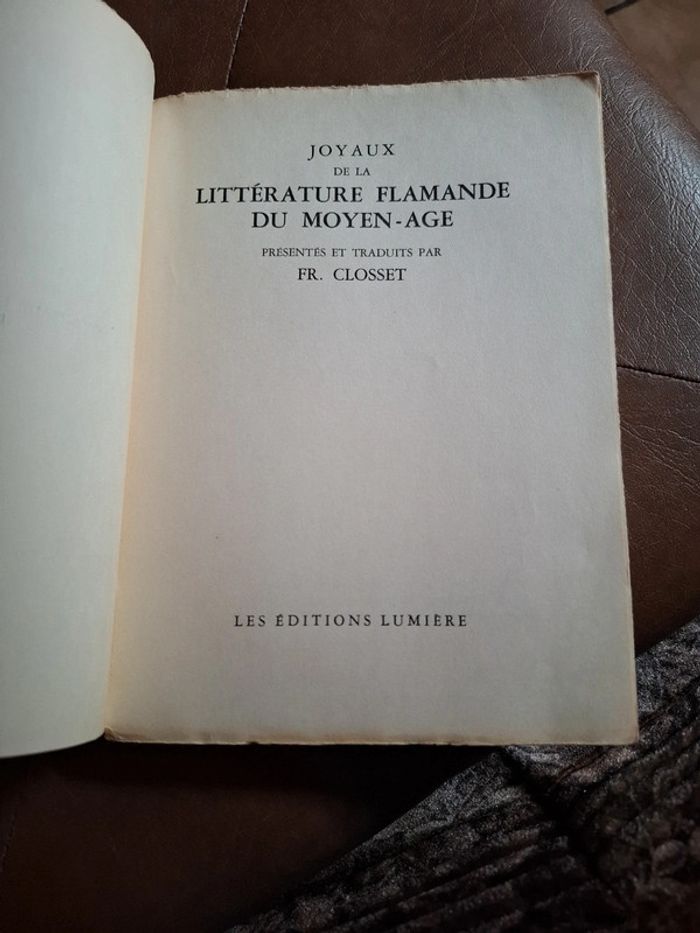 JOYAUX
DE LA
LITTÉRATURE FLAMANDE
DU MOYEN-AGE
PRÉSENTÉS ET TRADUITS PAR
FR. CLOSSET
LES ÉDITIONS LUMIÈRE